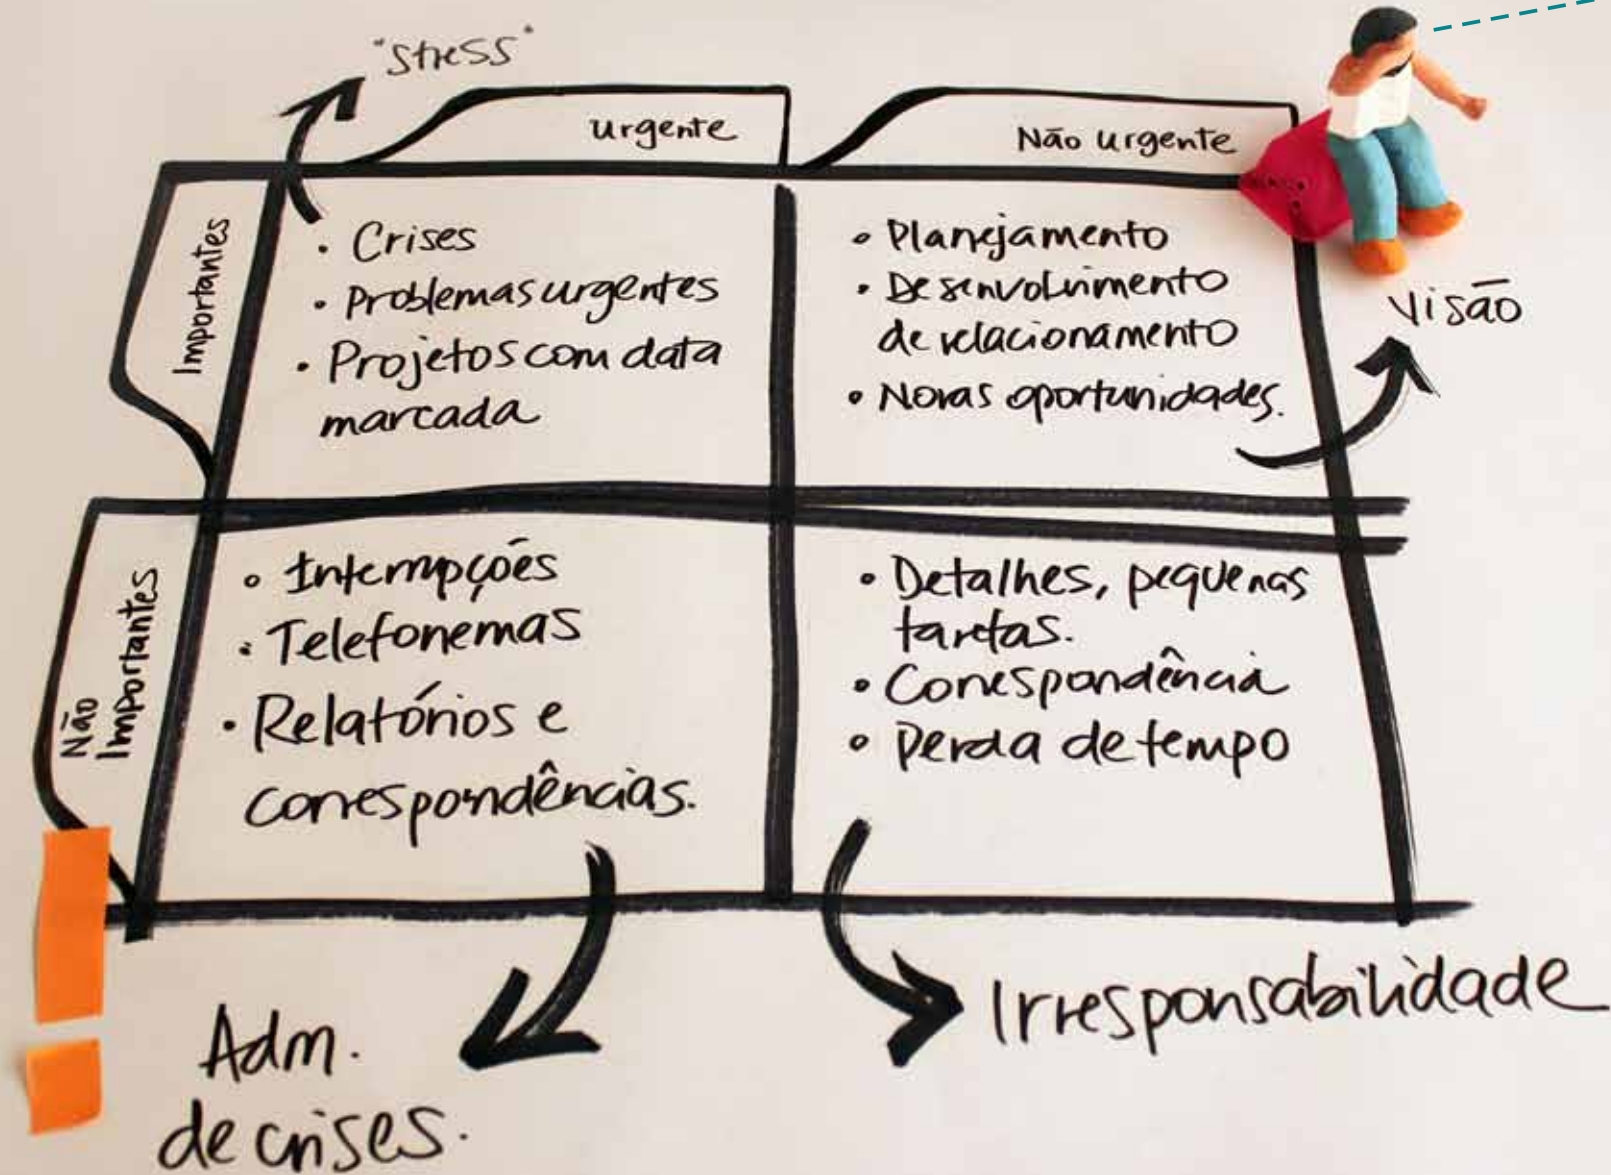 "Stress"
urgente
Não urgente
Importantes
• Crises
• Problemas urgentes
• Projetos com data
marcada
• Planejamento
• Desenvolvimento
de relacionamento
• Novas oportunidades.
Visão
Não
Importantes
• Interrupções
• Telefonemas
• Relatórios e
correspondências.
• Detalhes, pequenas
tarefas.
• Correspondência
• Perda de tempo
Adm.
de crises.
Irresponsabilidade